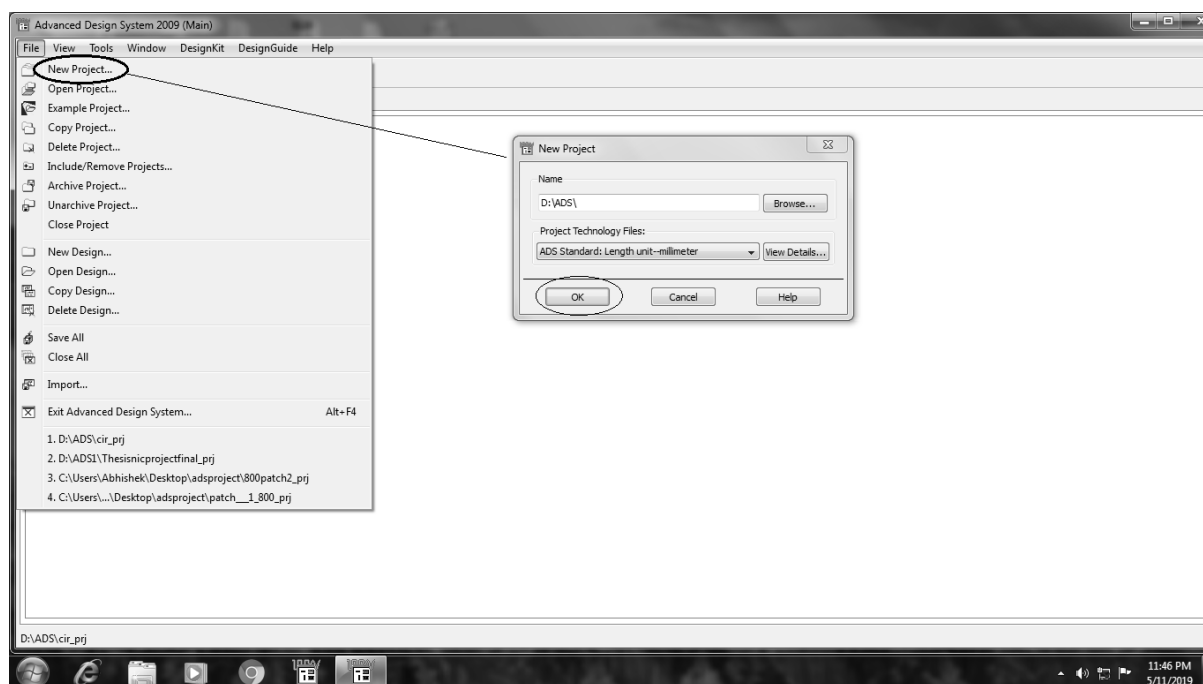 Advanced Design System 2009 (Main)
File View Tools Window DesignKit DesignGuide Help
New Project...
Open Project...
Example Project...
Copy Project...
Delete Project...
Include/Remove Projects...
Archive Project...
Unarchive Project...
Close Project
New Design...
Open Design...
Copy Design...
Delete Design...
Save All
Close All
Import...
Exit Advanced Design System... Alt+F4
1. D:\ADS\cir_prj
2. D:\ADS1\Thesisnicprojectfinal_prj
3. C:\Users\Abhishek\Desktop\adsproject\800patch2_prj
4. C:\Users\...\Desktop\adsproject\patch__1_800_prj
New Project
Name
D:\ADS\
Browse...
Project Technology Files:
ADS Standard: Length unit--millimeter
View Details...
OK Cancel Help
D:\ADS\cir_prj
11:46 PM
5/11/2019